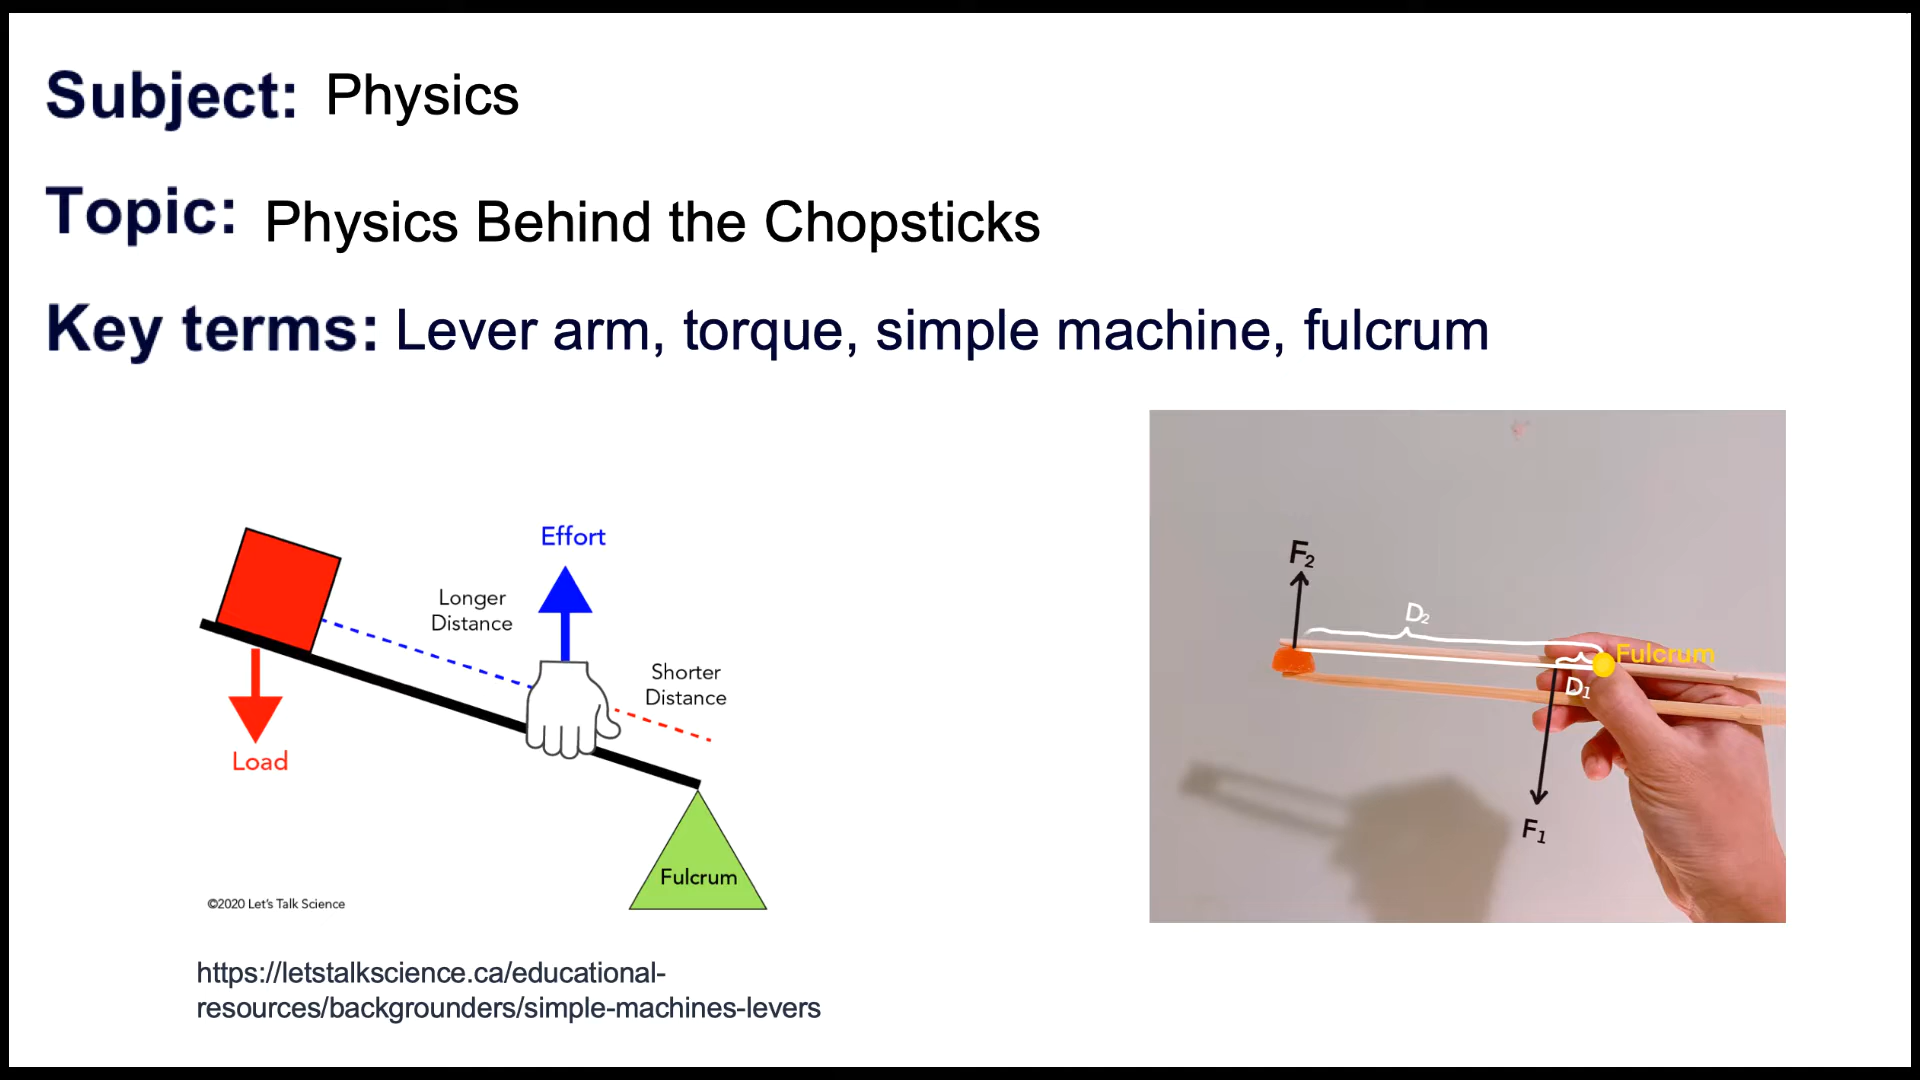 Subject: Physics
Topic: Physics Behind the Chopsticks
Key terms: Lever arm, torque, simple machine, fulcrum
Effort
Longer
Distance
Shorter
Distance
Load
Fulcrum
©2020 Let's Talk Science
https://letstalkscience.ca/educational-
resources/backgrounders/simple-machines-levers
F₂
D₂
Fulcrum
D₁
F₁